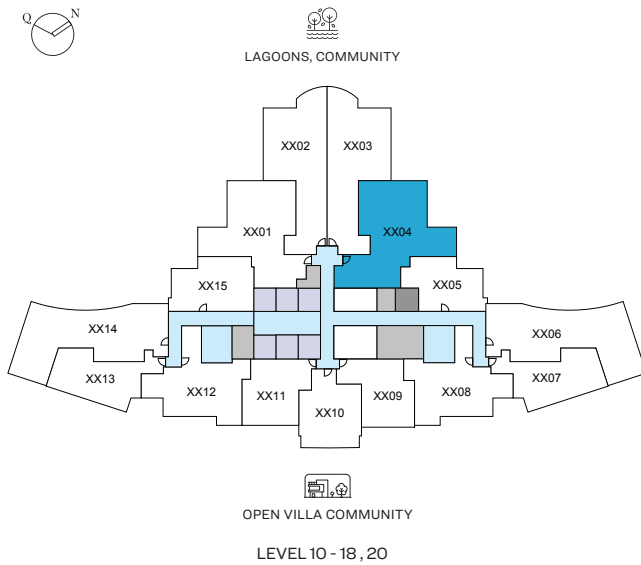 Q N
LAGOONS, COMMUNITY
XX02 XX03
XX01 XX04
XX15 XX05
XX14 XX06
XX13 XX07
XX12 XX11 XX09 XX08
XX10
OPEN VILLA COMMUNITY
LEVEL 10 - 18 , 20